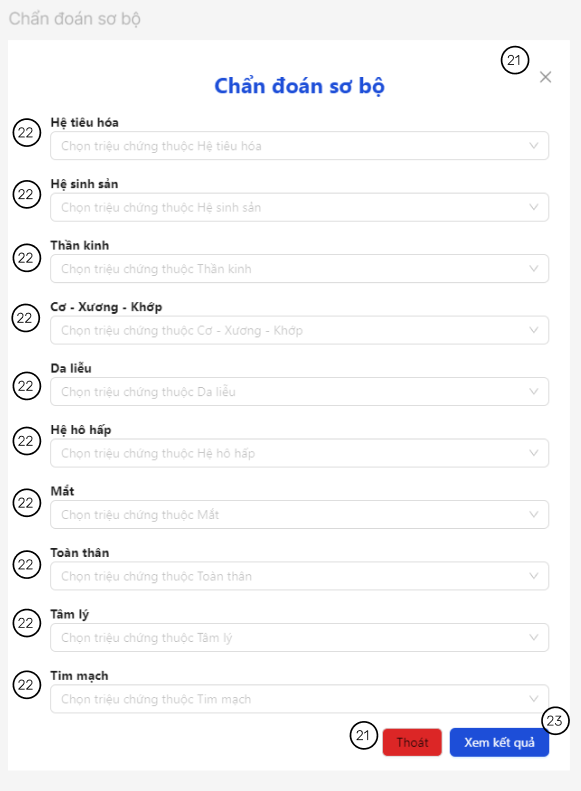 Chẩn đoán sơ bộ
21
Chẩn đoán sơ bộ
Hệ tiêu hóa
22
Chọn triệu chứng thuộc Hệ tiêu hóa
Hệ sinh sản
22
Chọn triệu chứng thuộc Hệ sinh sản
Thần kinh
22
Chọn triệu chứng thuộc Thần kinh
Cơ - Xương - Khớp
22
Chọn triệu chứng thuộc Cơ - Xương - Khớp
Da liễu
22
Chọn triệu chứng thuộc Da liễu
Hệ hô hấp
22
Chọn triệu chứng thuộc Hệ hô hấp
Mắt
22
Chọn triệu chứng thuộc Mắt
Toàn thân
22
Chọn triệu chứng thuộc Toàn thân
Tâm lý
22
Chọn triệu chứng thuộc Tâm lý
Tim mạch
22
Chọn triệu chứng thuộc Tim mạch
23
21
Thoát
Xem kết quả